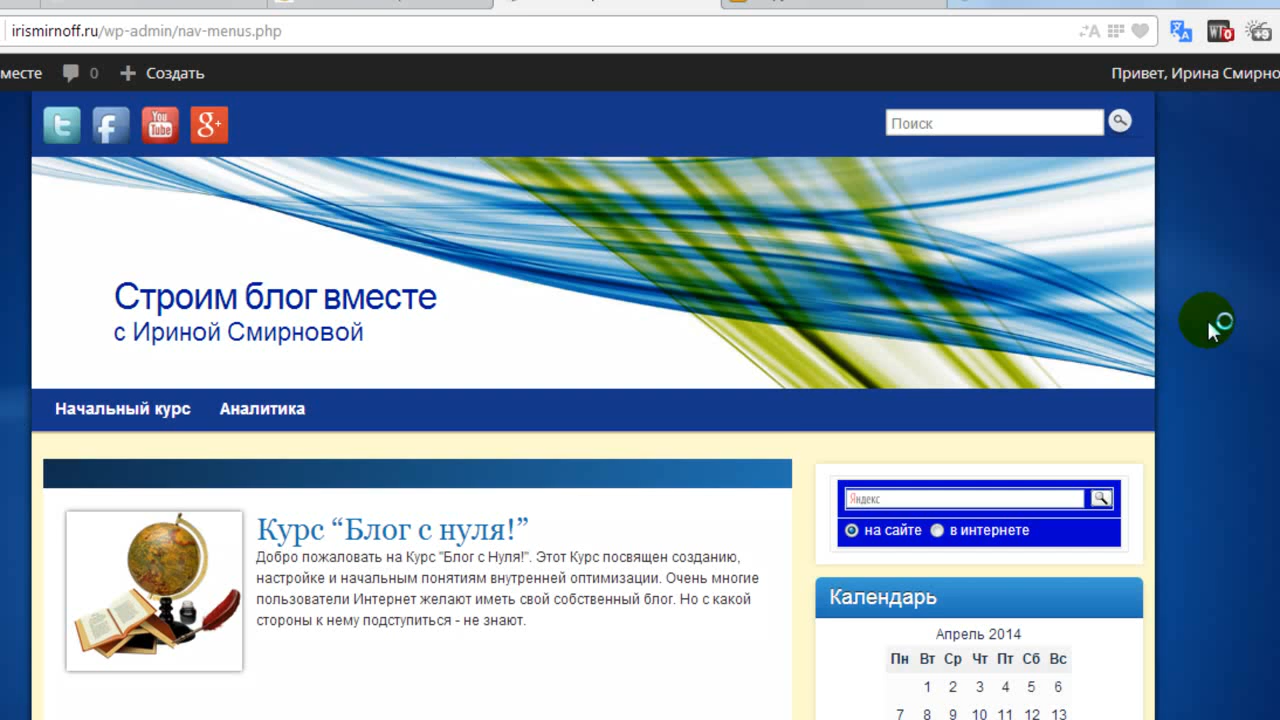 irismirnoff.ru/wp-admin/nav-menus.php
месте 0 Создать Привет, Ирина Смирно
You Tube g+
Поиск
Строим блог вместе
с Ириной Смирновой
Начальный курс Аналитика
Курс “Блог с нуля!”
Добро пожаловать на Курс "Блог с Нуля!". Этот Курс посвящен созданию,
настройке и начальным понятиям внутренней оптимизации. Очень многие
пользователи Интернет желают иметь свой собственный блог. Но с какой
стороны к нему подступиться - не знают.
Яндекс
на сайте в интернете
Календарь
Апрель 2014
Пн Вт Ср Чт Пт Сб Вс
1 2 3 4 5 6
7 8 9 10 11 12 13